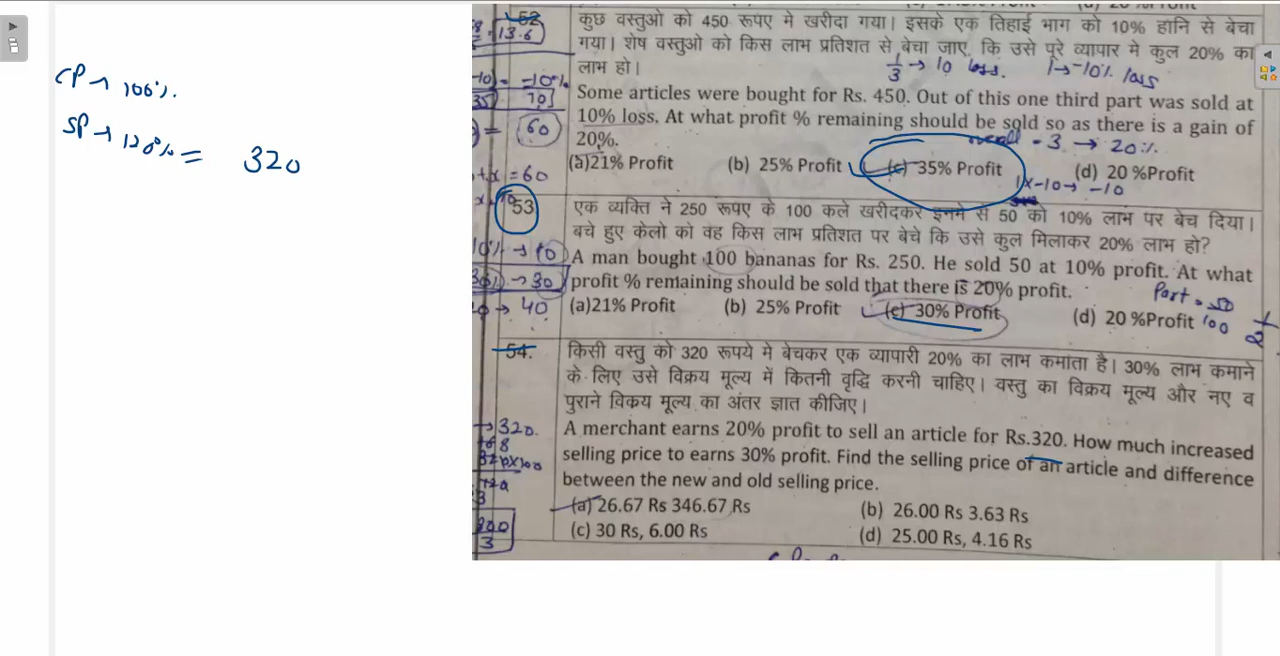 CP → 100%.
SP → 120% = 320
52
13.6
कुछ वस्तुओ को 450 रूपए मे खरीदा गया। इसके एक तिहाई भाग को 10% हानि से बेचा
गया। शेष वस्तुओ को किस लाभ प्रतिशत से बेचा जाए, कि उसे पूरे व्यापार मे कुल 20% का
लाभ हो।
1/3 → 10 loss.
1 → -10% loss
Some articles were bought for Rs. 450. Out of this one third part was sold at
10% loss. At what profit % remaining should be sold so as there is a gain of
20%.
overall - 3 → 20%
(a)21% Profit (b) 25% Profit (c) 35% Profit (d) 20 %Profit
-10) = -10%
60
+x = 60
1x-10 → -10
53
एक व्यक्ति ने 250 रूपए के 100 कले खरीदकर इनमे से 50 को 10% लाभ पर बेच दिया।
बचे हुए केलो को वह किस लाभ प्रतिशत पर बेचे कि उसे कुल मिलाकर 20% लाभ हो?
A man bought 100 bananas for Rs. 250. He sold 50 at 10% profit. At what
profit % remaining should be sold that there is 20% profit.
Part = 50
100
1/2
(a)21% Profit (b) 25% Profit (c) 30% Profit (d) 20 %Profit
10% → 10
→ 30
→ 40
54.
किसी वस्तु को 320 रूपये मे बेचकर एक व्यापारी 20% का लाभ कमाता है। 30% लाभ कमाने
के लिए उसे विक्रय मूल्य में कितनी वृद्धि करनी चाहिए। वस्तु का विक्रय मूल्य और नए व
पुराने विक्रय मूल्य का अंतर ज्ञात कीजिए।
A merchant earns 20% profit to sell an article for Rs.320. How much increased
selling price to earns 30% profit. Find the selling price of an article and difference
between the new and old selling price.
(a) 26.67 Rs 346.67 Rs (b) 26.00 Rs 3.63 Rs
(c) 30 Rs, 6.00 Rs (d) 25.00 Rs, 4.16 Rs
→ 320.
3